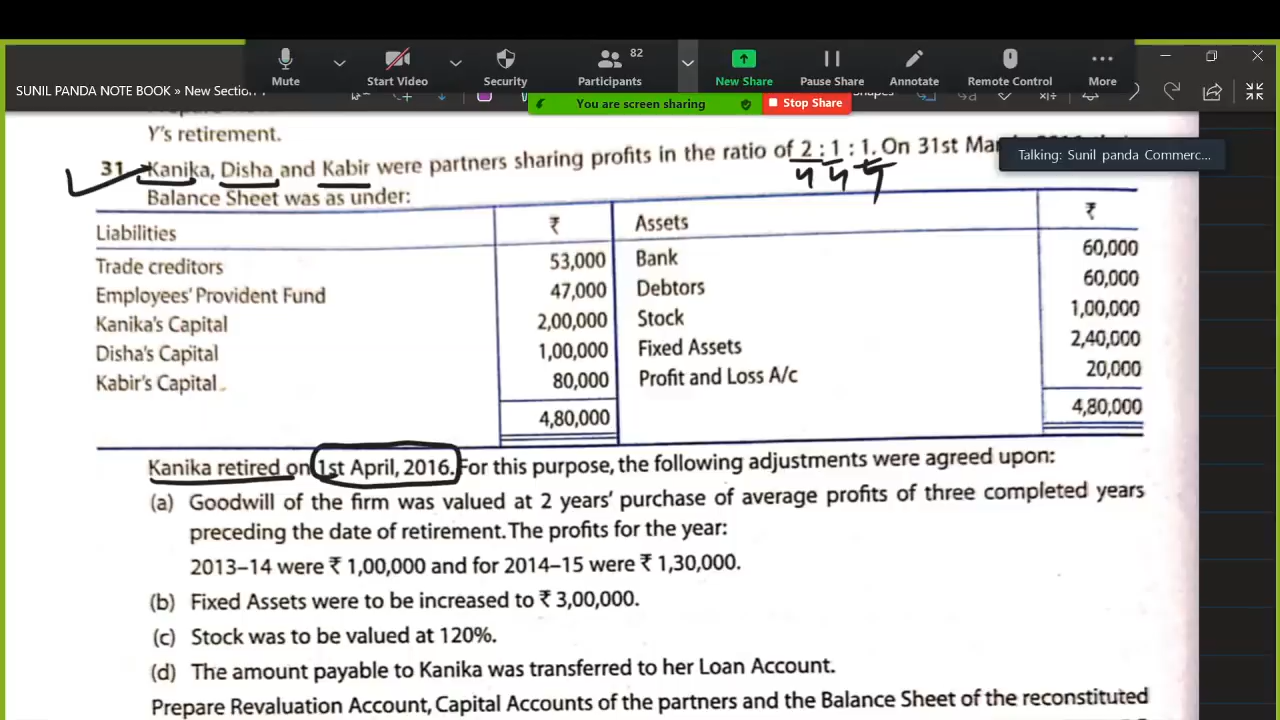 82
Mute
Start Video
Security
Participants
New Share
Pause Share
Annotate
Remote Control
More
SUNIL PANDA NOTE BOOK » New Section
You are screen sharing
Stop Share
Talking: Sunil panda Commerc...
Y's retirement.
31. Kanika, Disha and Kabir were partners sharing profits in the ratio of 2 : 1 : 1. On 31st
4 4 4
Balance Sheet was as under:
Liabilities ₹ Assets ₹
Trade creditors 53,000 Bank 60,000
Employees' Provident Fund 47,000 Debtors 60,000
Kanika's Capital 2,00,000 Stock 1,00,000
Disha's Capital 1,00,000 Fixed Assets 2,40,000
Kabir's Capital 80,000 Profit and Loss A/c 20,000
4,80,000 4,80,000
Kanika retired on 1st April, 2016. For this purpose, the following adjustments were agreed upon:
(a) Goodwill of the firm was valued at 2 years' purchase of average profits of three completed years
preceding the date of retirement. The profits for the year:
2013–14 were ₹ 1,00,000 and for 2014–15 were ₹ 1,30,000.
(b) Fixed Assets were to be increased to ₹ 3,00,000.
(c) Stock was to be valued at 120%.
(d) The amount payable to Kanika was transferred to her Loan Account.
Prepare Revaluation Account, Capital Accounts of the partners and the Balance Sheet of the reconstituted